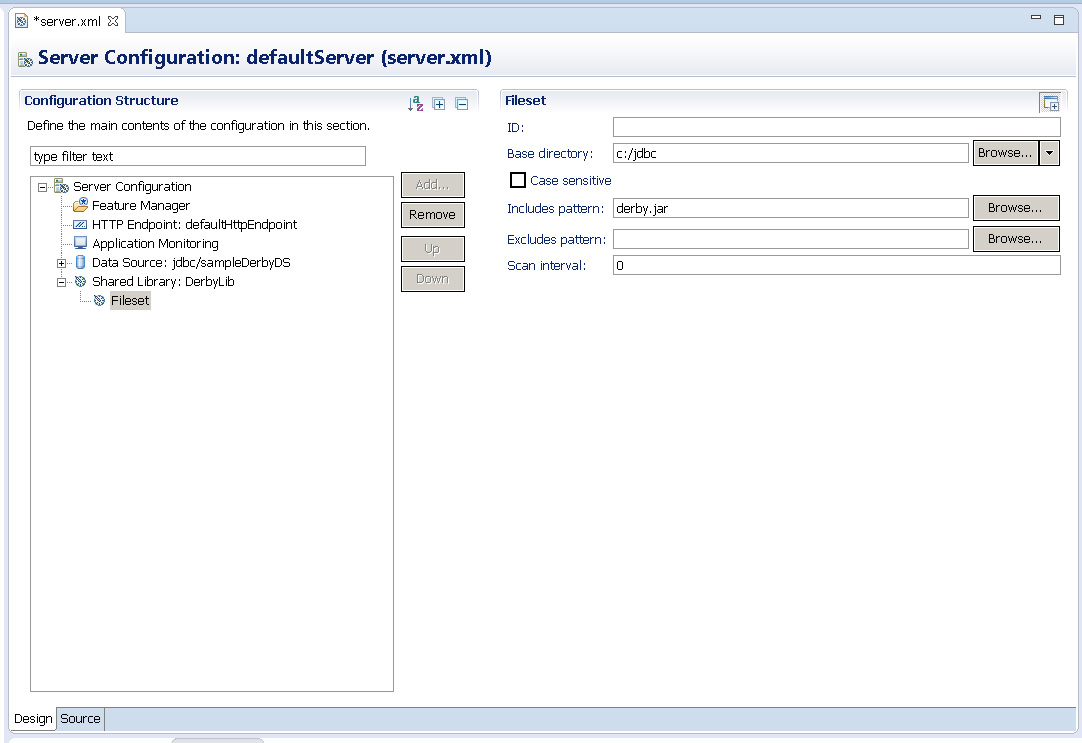 *server.xml
Server Configuration: defaultServer (server.xml)
Configuration Structure
Define the main contents of the configuration in this section.
type filter text
Server Configuration
Feature Manager
HTTP Endpoint: defaultHttpEndpoint
Application Monitoring
Data Source: jdbc/sampleDerbyDS
Shared Library: DerbyLib
Fileset
Add...
Remove
Up
Down
Fileset
ID:
Base directory: c:/jdbc Browse...
Case sensitive
Includes pattern: derby.jar Browse...
Excludes pattern: Browse...
Scan interval: 0
Design Source